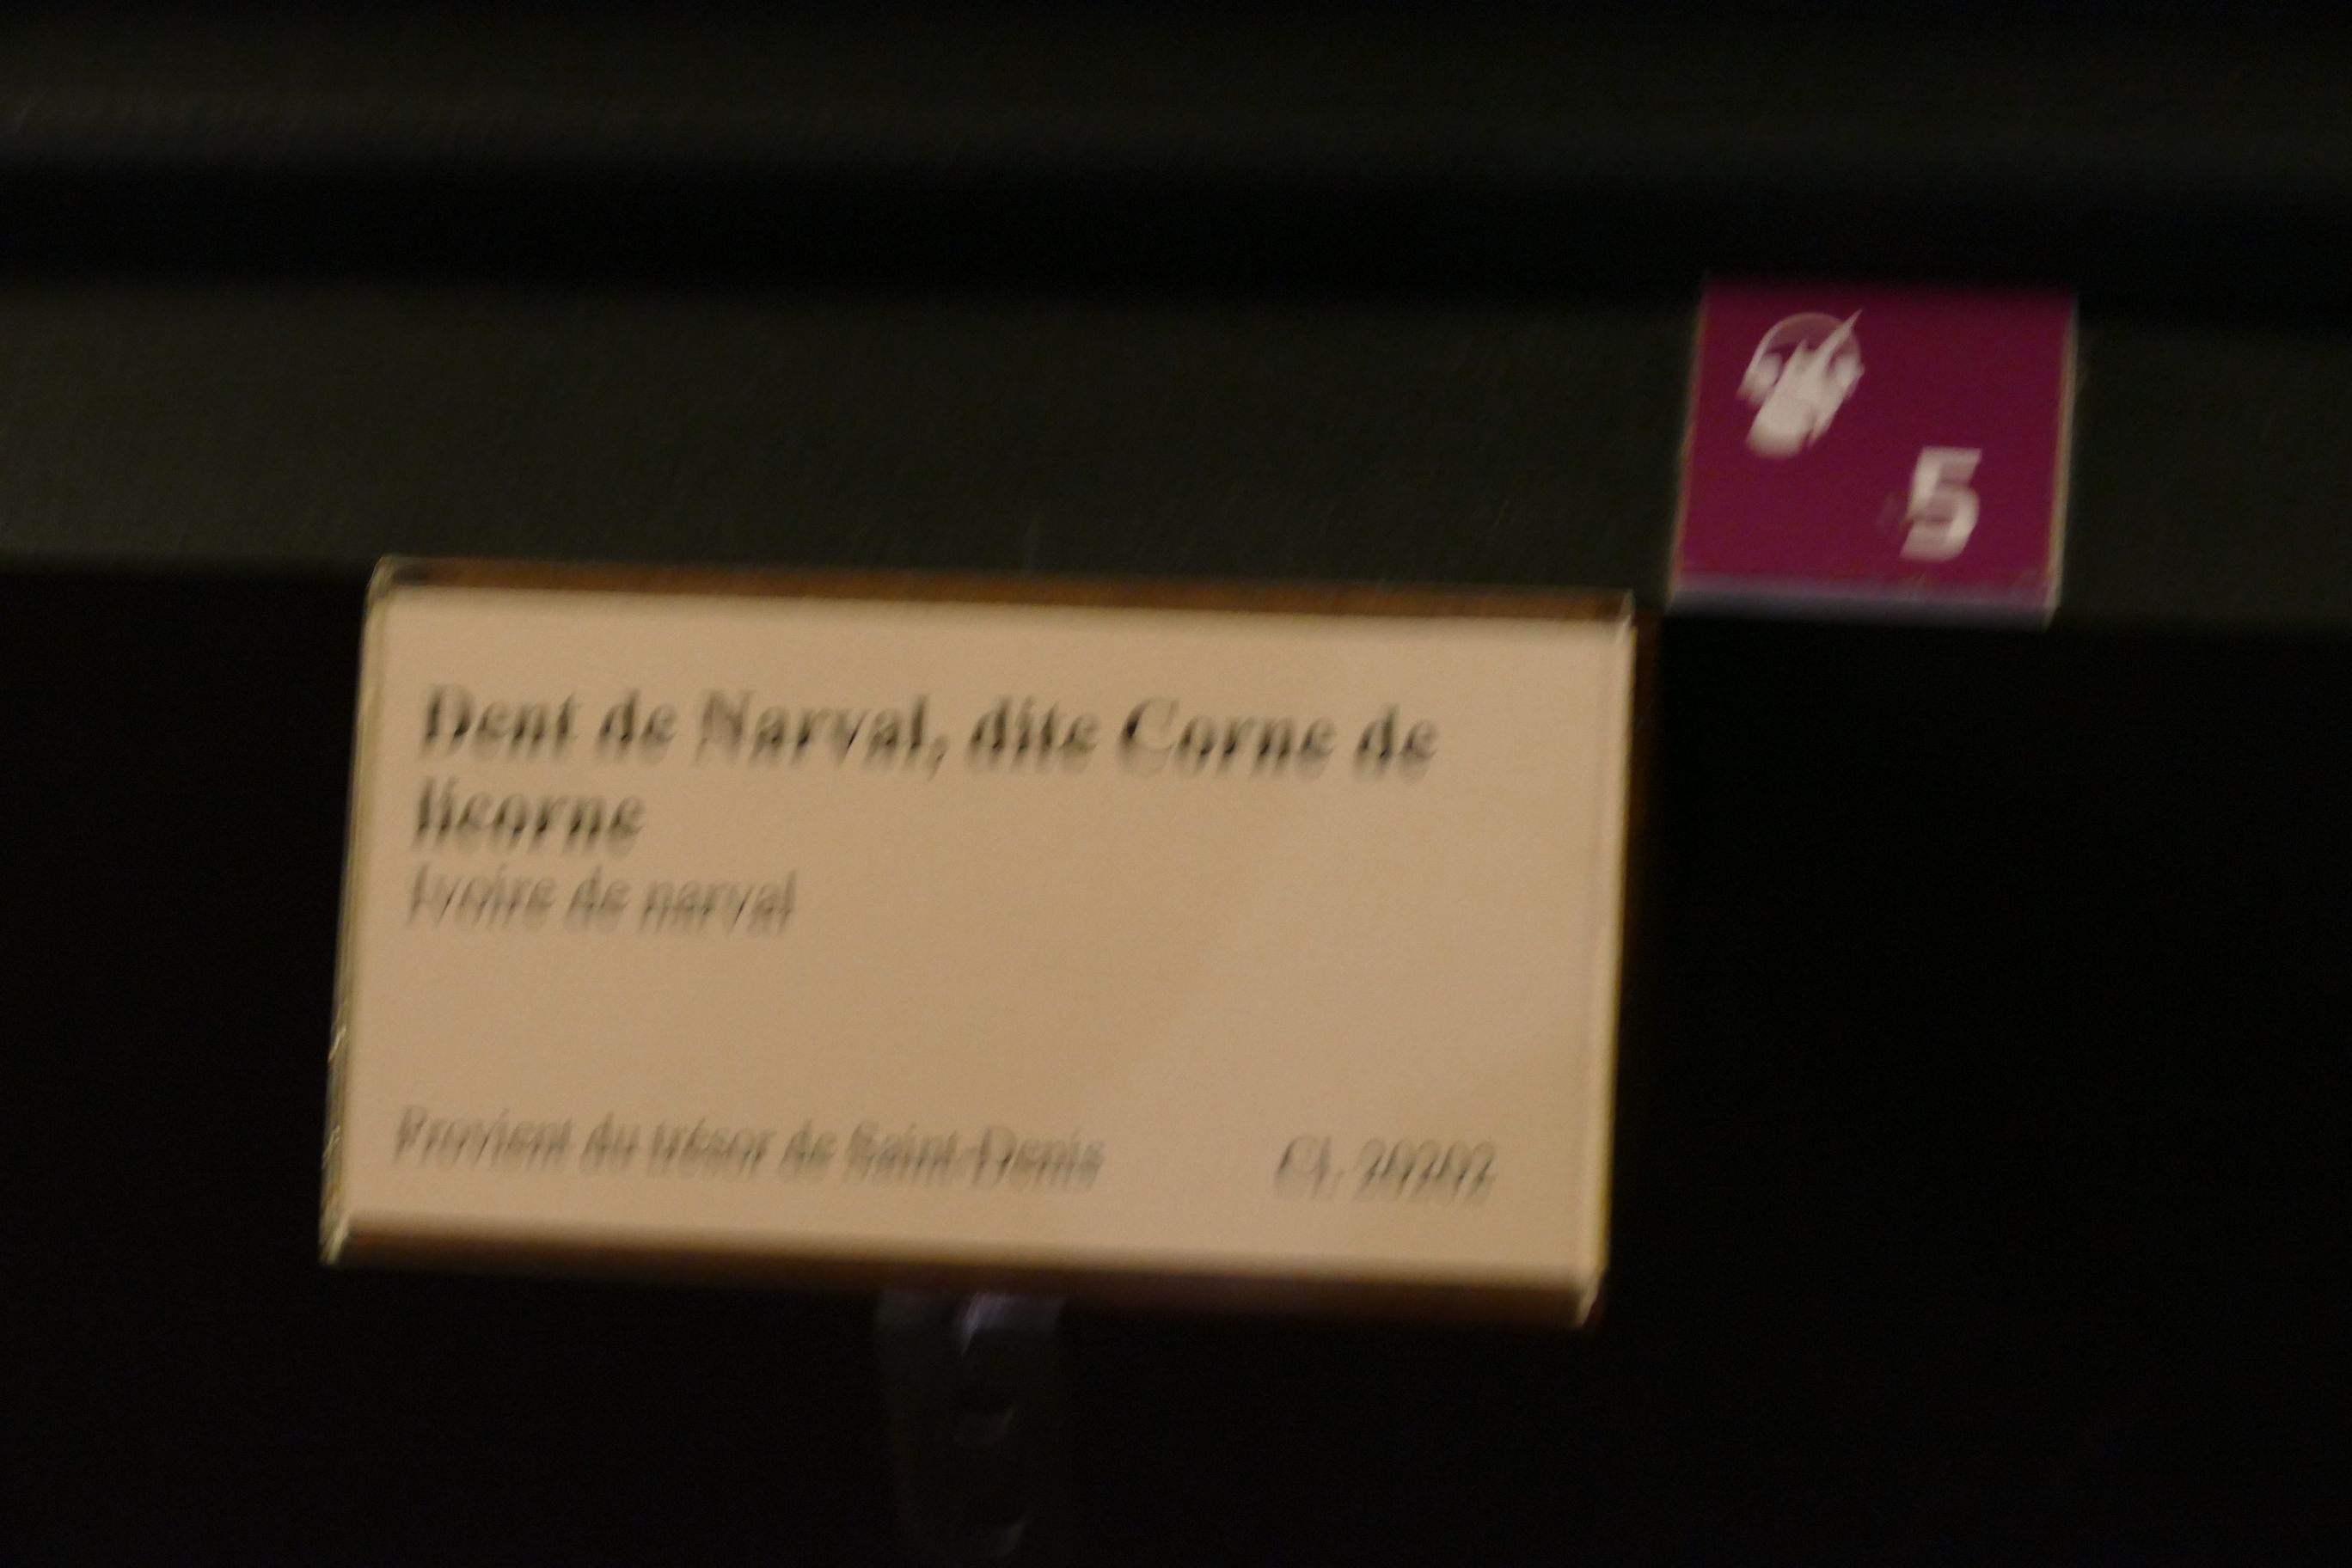 5
Dent de Narval, dite Corne de
licorne
Ivoire de narval
Provient du trésor de Saint-Denis Cl. 20202